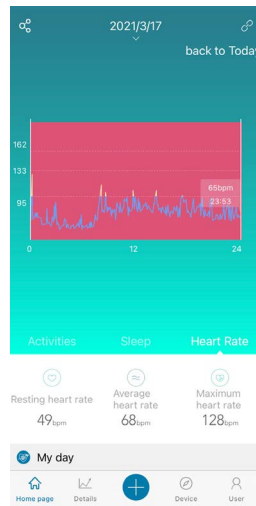 2021/3/17
back to Today
162
133
95
65bpm
23:53
0 12 24
Activities Sleep Heart Rate
Resting heart rate
49bpm
Average
heart rate
68bpm
Maximum
heart rate
128bpm
My day
Home page Details Device User